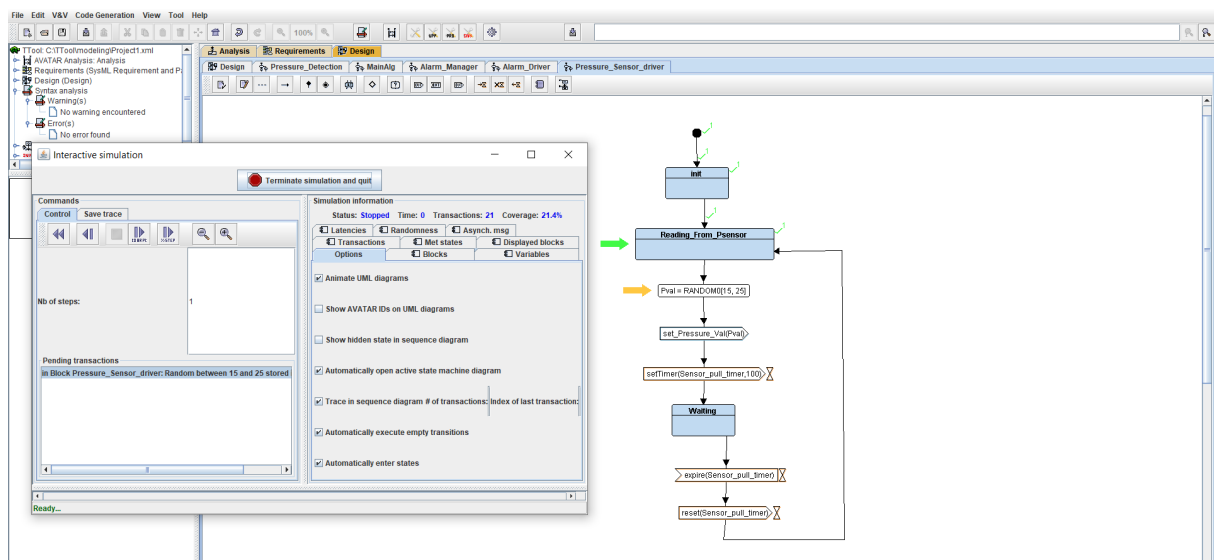 File Edit V&V Code Generation View Tool Help
100%
TTool: C:\TTool\modeling\Project1.xml
AVATAR Analysis: Analysis
Requirements (SysML Requirement and Pa
Design (Design)
Syntax analysis
Warning(s)
No warning encountered
Error(s)
No error found
Analysis Requirements Design
Design Pressure_Detection MainAlg Alarm_Manager Alarm_Driver Pressure_Sensor_driver
Interactive simulation
Terminate simulation and quit
Commands
Control Save trace
Nb of steps:
1
Pending transactions
in Block Pressure_Sensor_driver: Random between 15 and 25 stored
Simulation information
Status: Stopped Time: 0 Transactions: 21 Coverage: 21.4%
Latencies Randomness Asynch. msg
Transactions Met states Displayed blocks
Options Blocks Variables
Animate UML diagrams
Show AVATAR IDs on UML diagrams
Show hidden state in sequence diagram
Automatically open active state machine diagram
Trace in sequence diagram # of transactions: Index of last transaction:
Automatically execute empty transitions
Automatically enter states
Ready...
1
1
init
1
1
Reading_From_Psensor
1
Pval = RANDOM0[15, 25]
set_Pressure_Val(Pval)
setTimer(Sensor_pull_timer,100)
Waiting
expire(Sensor_pull_timer)
reset(Sensor_pull_timer)